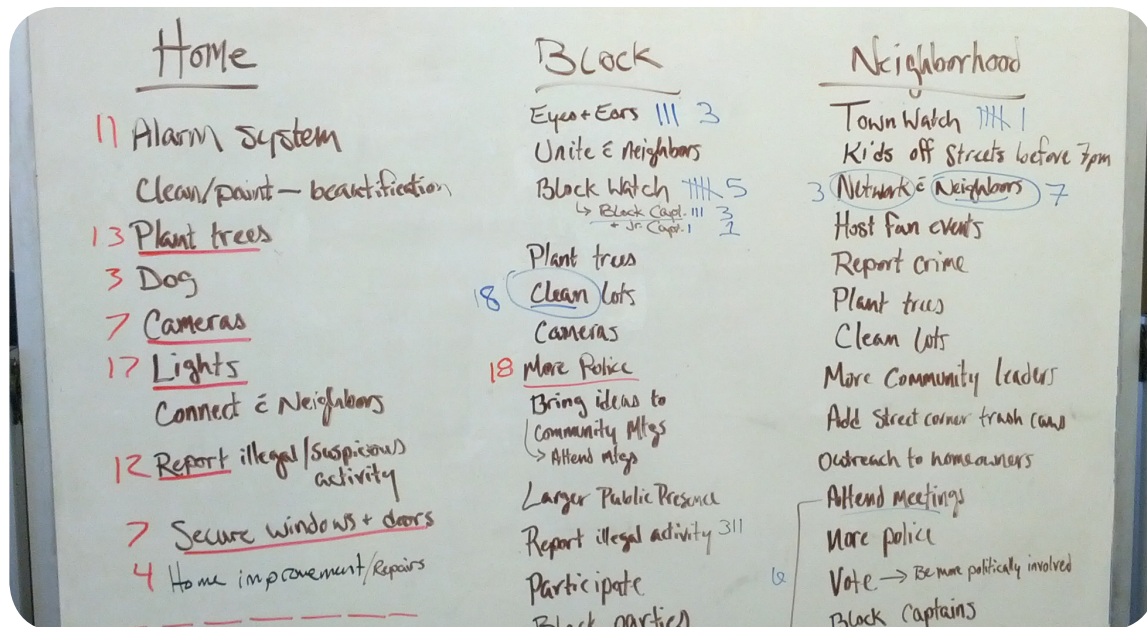 Home
11 Alarm system
Clean/paint — beautification
13 Plant trees
3 Dog
7 Cameras
17 Lights
Connect c̄ Neighbors
12 Report illegal/suspicious
activity
7 Secure windows + doors
4 Home improvement/Repairs
Block
Eyes + Ears ||| 3
Unite c̄ neighbors
Block Watch 5
↳ Block Capt. ||| 3
+ Jr. Capt. | 1
Plant trees
18 Clean lots
Cameras
18 More Police
Bring ideas to
Community Mtgs
→ Attend mtgs
Larger Public Presence
Report illegal activity 311
Participate
Block parties
Neighborhood
Town Watch
Kids off streets before 7pm
3 Network c̄ Neighbors 7
Host fun events
Report crime
Plant trees
Clean lots
More Community leaders
Add street corner trash cans
Outreach to homeowners
Attend meetings
More police
6 Vote → Be more politically involved
Block Captains